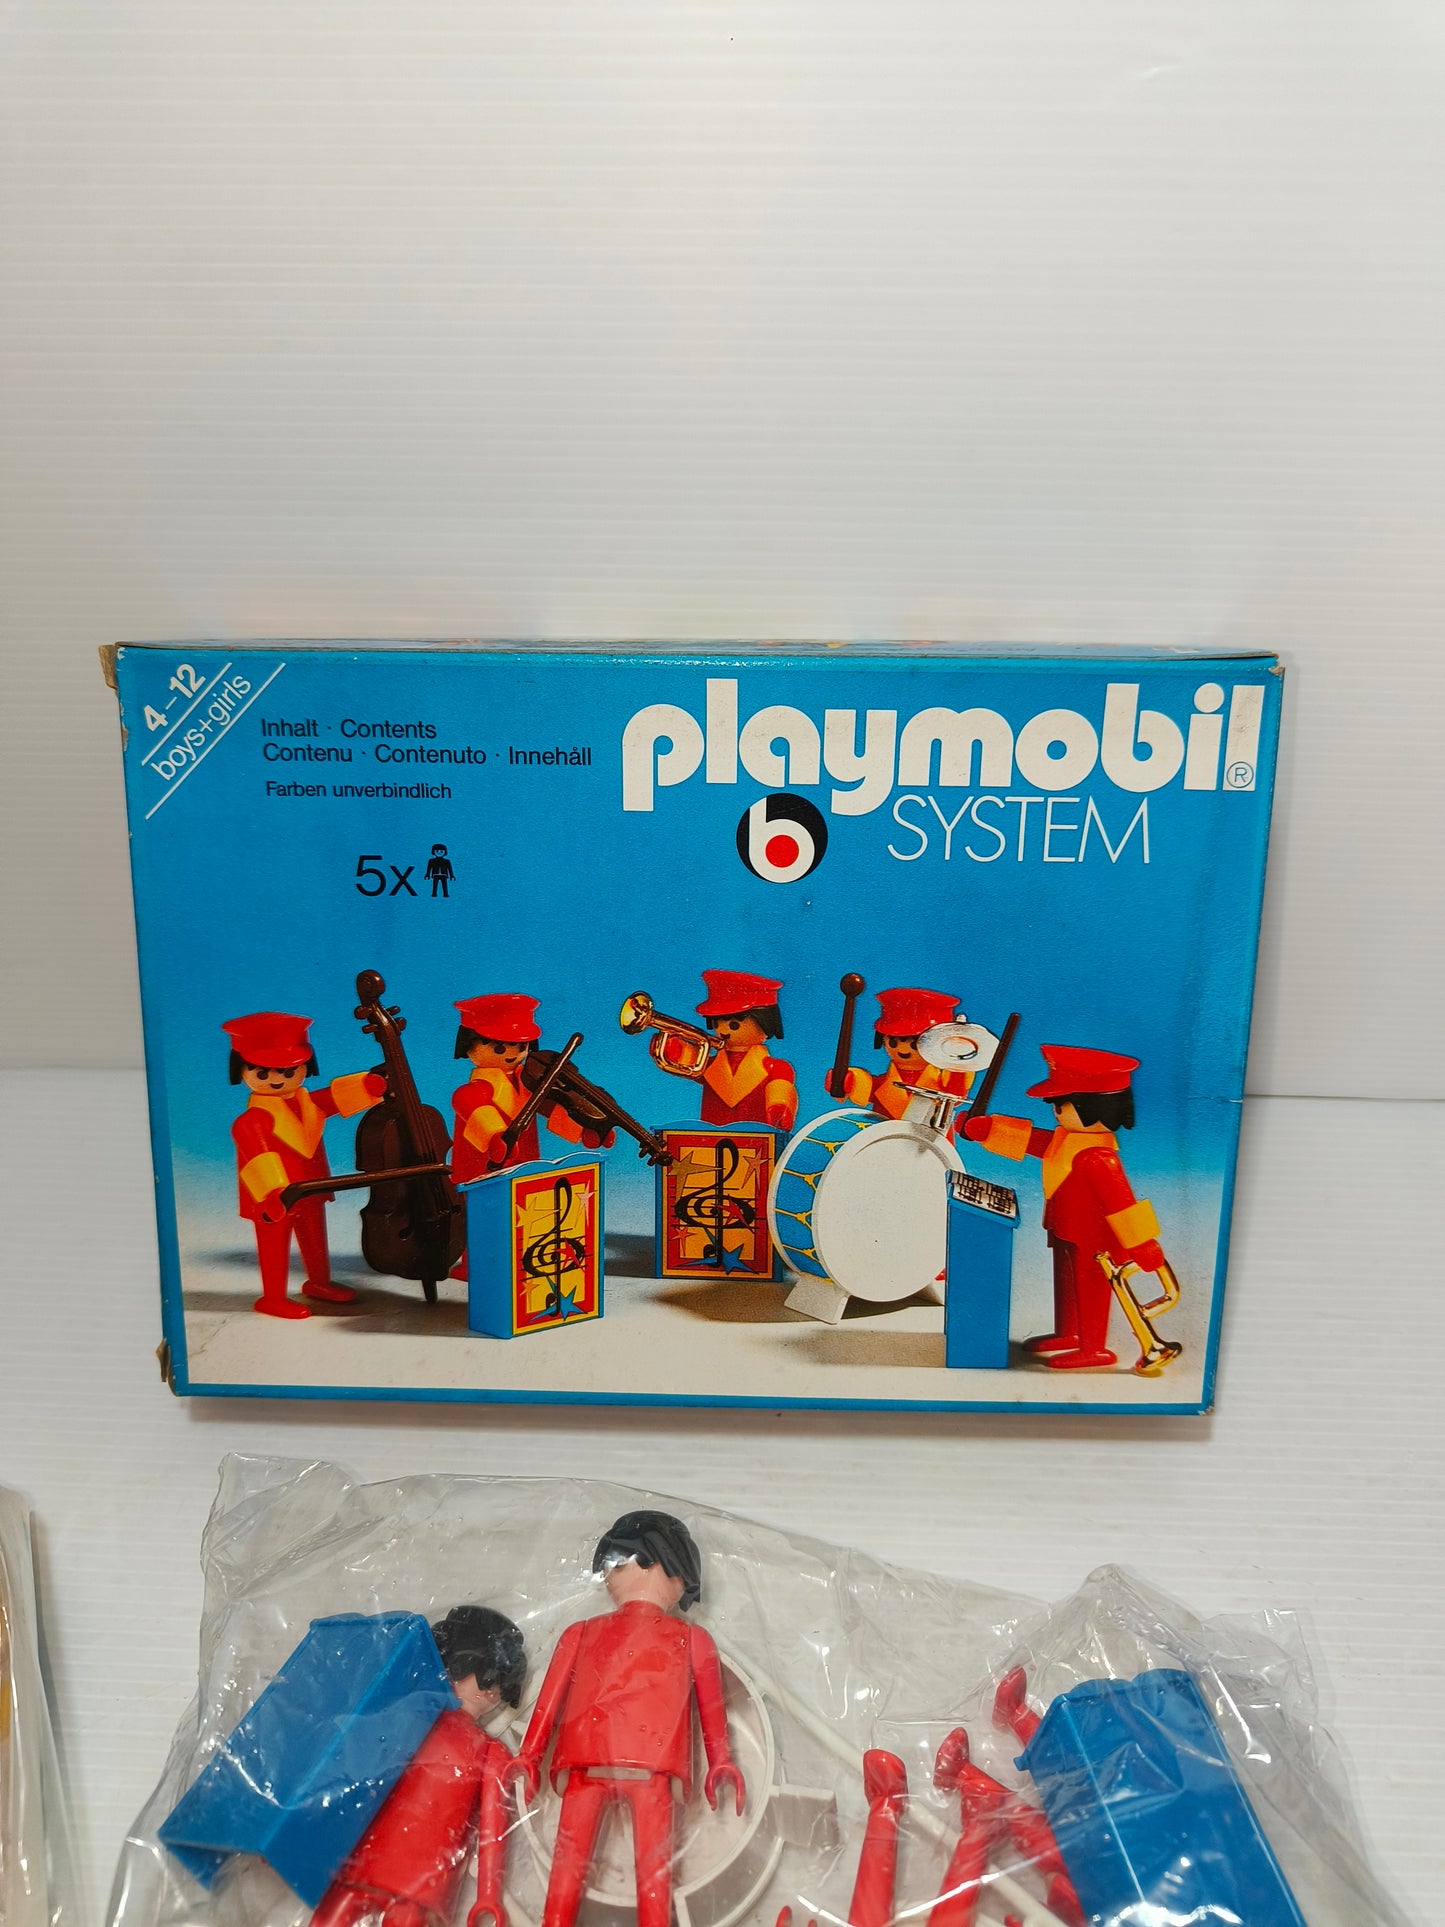 4-12
boys+girls
Inhalt · Contents
Contenu · Contenuto · Innehåll
Farben unverbindlich
5x
playmobil®
b SYSTEM